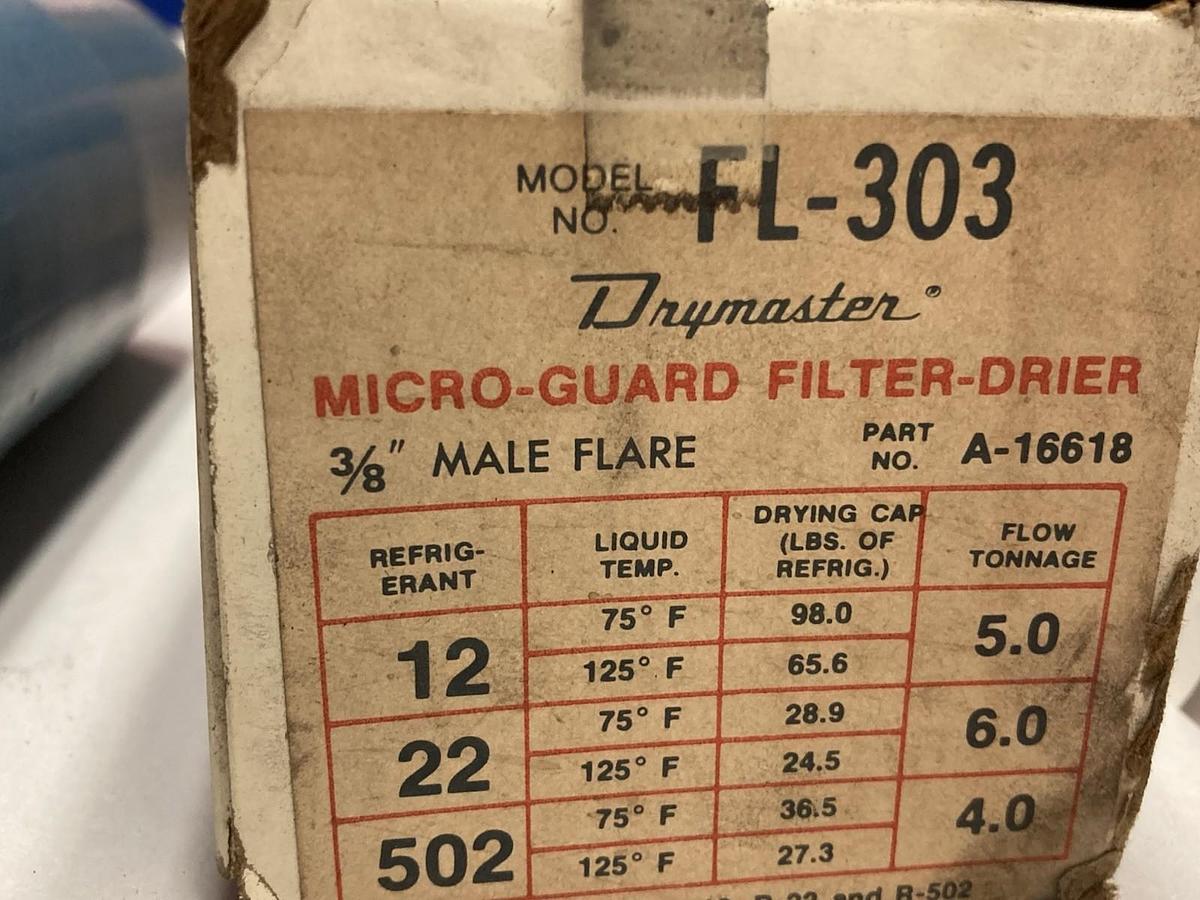 MODEL NO. FL-303
Drymaster®
MICRO-GUARD FILTER-DRIER
3/8" MALE FLARE PART NO. A-16618
REFRIG-ERANT LIQUID TEMP. DRYING CAP (LBS. OF REFRIG.) FLOW TONNAGE
12 75° F 98.0 5.0
125° F 65.6
22 75° F 28.9 6.0
125° F 24.5
502 75° F 36.5 4.0
125° F 27.3
and R-502